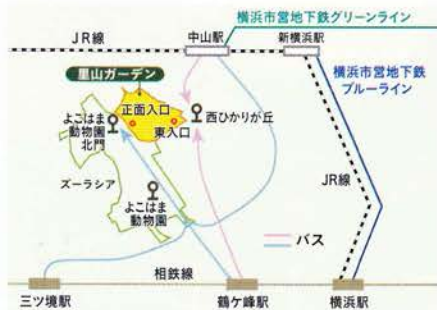 横浜市営地下鉄グリーンライン
JR線
中山駅
新横浜駅
里山ガーデン
横浜市営地下鉄
ブルーライン
よこはま
動物園
北門
正面入口
東入口
西ひかりが丘
ズーラシア
よこはま
動物園
JR線
バス
相鉄線
三ツ境駅
鶴ケ峰駅
横浜駅